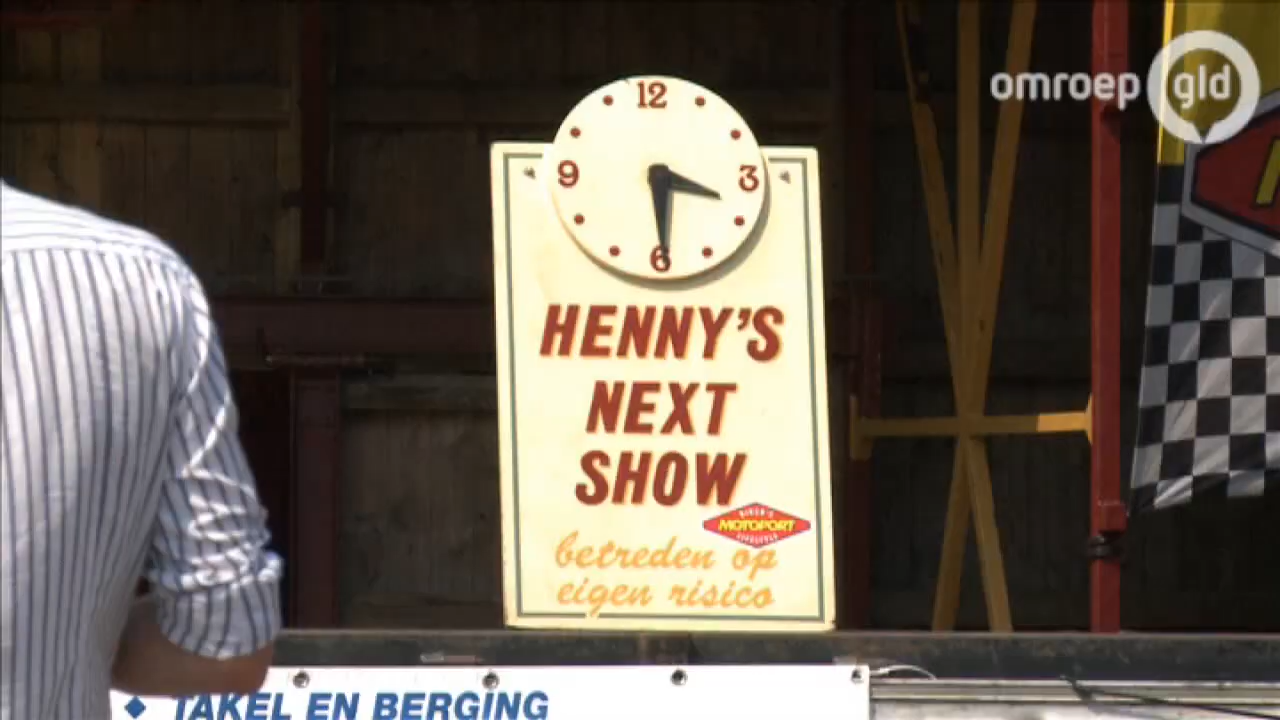 omroep gld
12
9
3
6
HENNY'S
NEXT
SHOW
MOTOPORT
betreden op
eigen risico
TAKEL EN BERGING